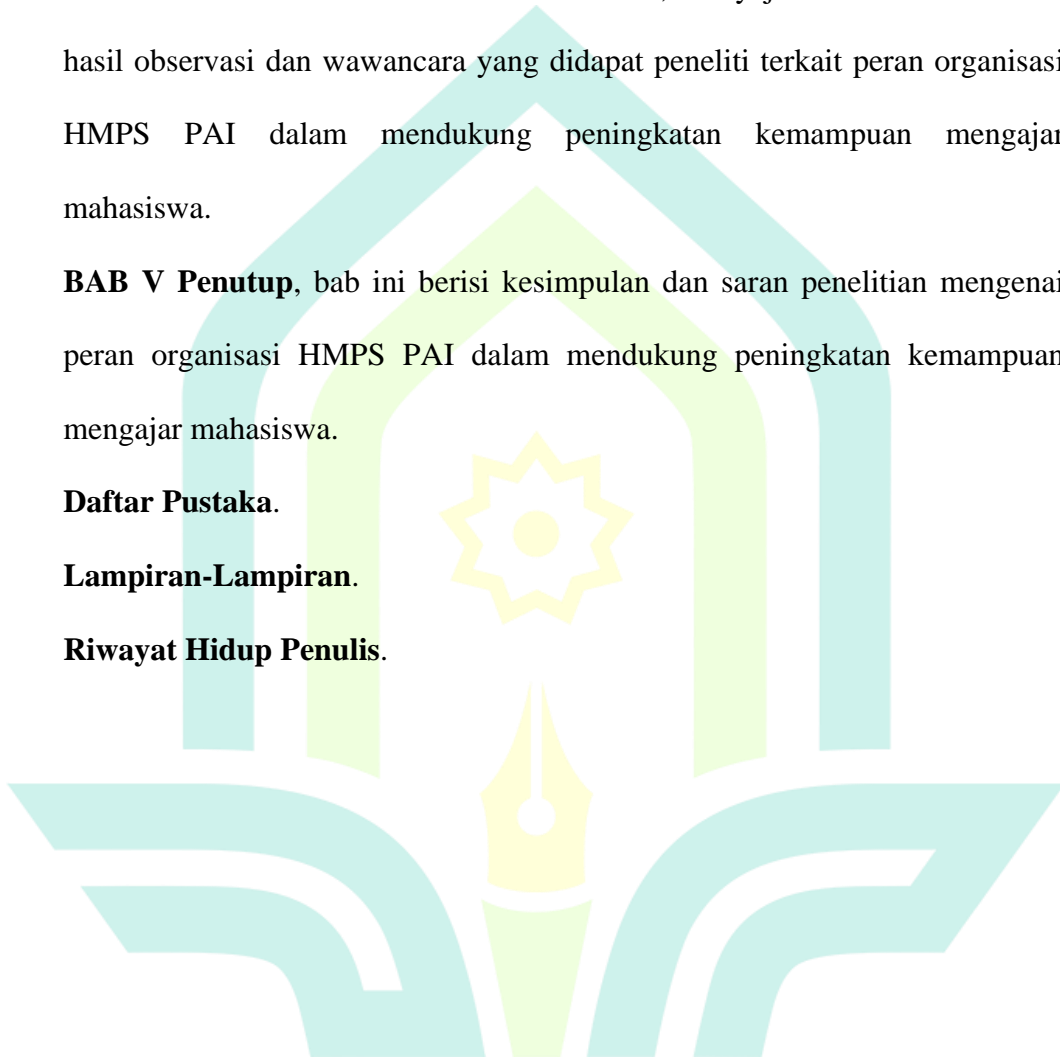 hasil observasi dan wawancara yang didapat peneliti terkait peran organisasi
HMPS PAI dalam mendukung peningkatan kemampuan mengajar
mahasiswa.
BAB V Penutup, bab ini berisi kesimpulan dan saran penelitian mengenai
peran organisasi HMPS PAI dalam mendukung peningkatan kemampuan
mengajar mahasiswa.
Daftar Pustaka.
Lampiran-Lampiran.
Riwayat Hidup Penulis.